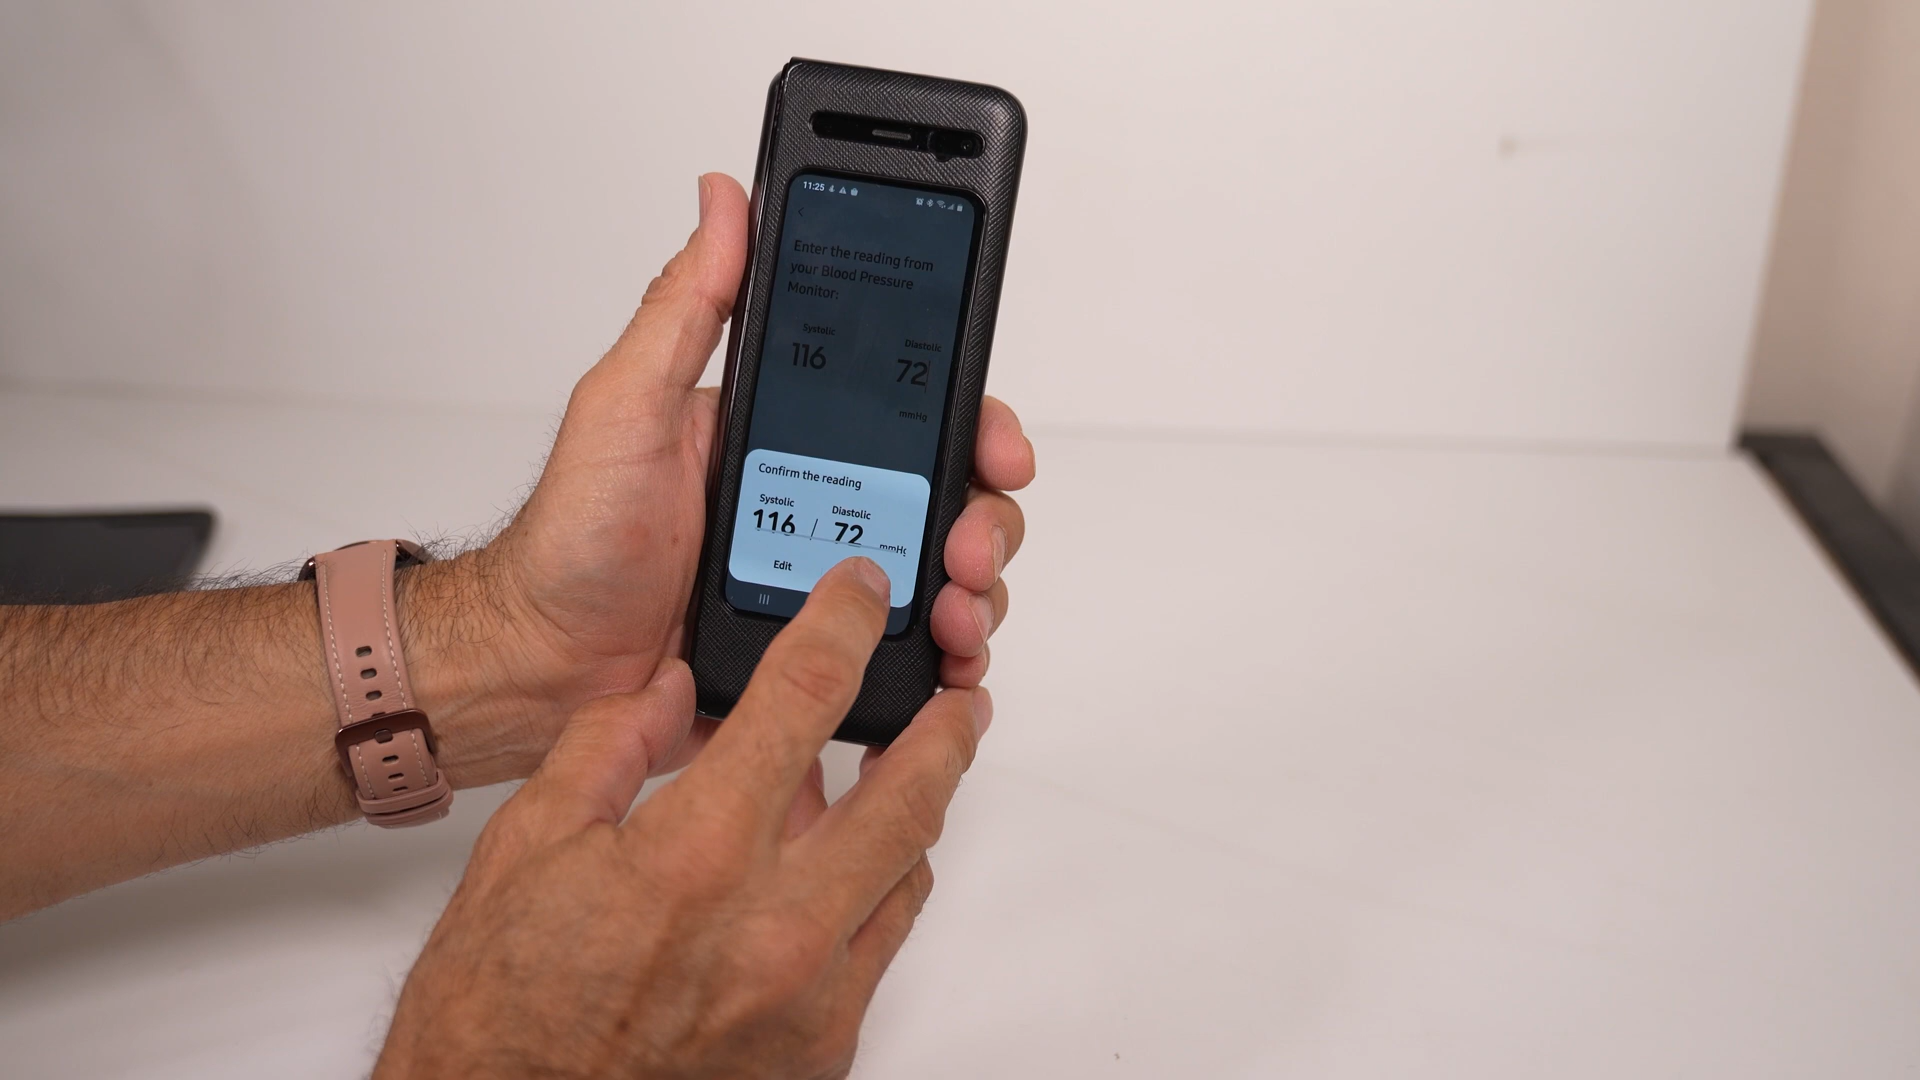 11:25
Enter the reading from
your Blood Pressure
Monitor:
Systolic
Diastolic
116
72
mmHg
Confirm the reading
Systolic
Diastolic
116 / 72 mmHg
Edit